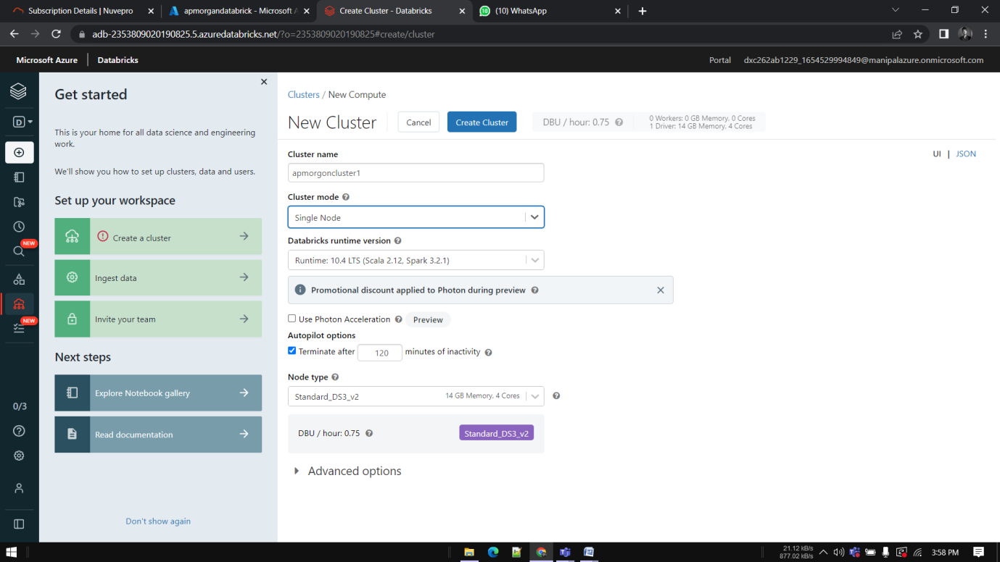 Subscription Details | Nuvepro
apmorgandatabrick - Microsoft A
Create Cluster - Databricks
(10) WhatsApp
adb-2353809020190825.5.azuredatabricks.net/?o=2353809020190825#create/cluster
Microsoft Azure | Databricks
Portal
dxc262ab1229_1654529994849@manipalazure.onmicrosoft.com
D
NEW
NEW
0/3
Get started
This is your home for all data science and engineering
work.
We'll show you how to set up clusters, data and users.
Set up your workspace
Create a cluster
Ingest data
Invite your team
Next steps
Explore Notebook gallery
Read documentation
Don't show again
Clusters / New Compute
New Cluster
Cancel
Create Cluster
DBU / hour: 0.75
0 Workers: 0 GB Memory, 0 Cores
1 Driver: 14 GB Memory, 4 Cores
UI | JSON
Cluster name
apmorgoncluster1
Cluster mode
Single Node
Databricks runtime version
Runtime: 10.4 LTS (Scala 2.12, Spark 3.2.1)
Promotional discount applied to Photon during preview
Use Photon Acceleration
Preview
Autopilot options
Terminate after 120 minutes of inactivity
Node type
Standard_DS3_v2 14 GB Memory, 4 Cores
DBU / hour: 0.75
Standard_DS3_v2
Advanced options
21.12 kB/s
877.02 kB/s
3:58 PM